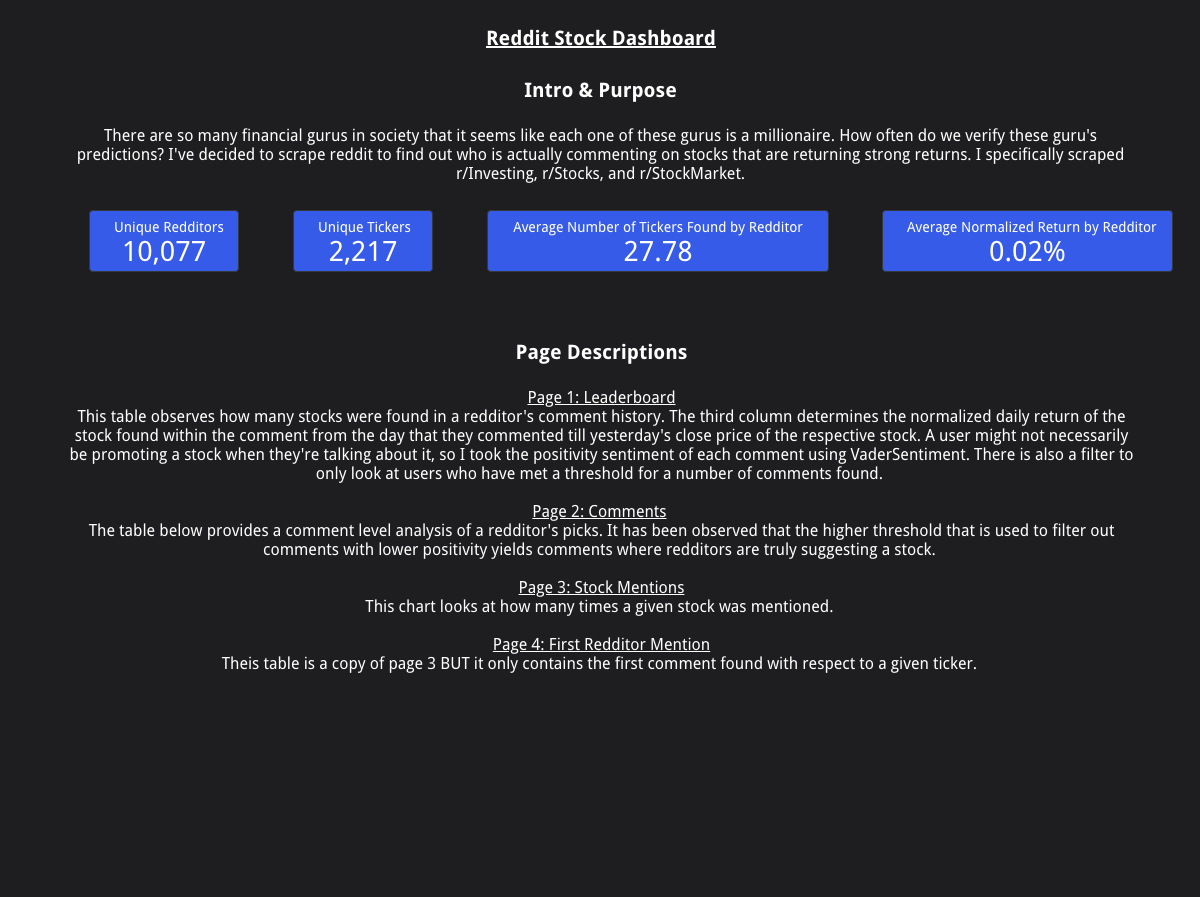 Reddit Stock Dashboard
Intro & Purpose
There are so many financial gurus in society that it seems like each one of these gurus is a millionaire. How often do we verify these guru's
predictions? I've decided to scrape reddit to find out who is actually commenting on stocks that are returning strong returns. I specifically scraped
r/Investing, r/Stocks, and r/StockMarket.
Unique Redditors
10,077
Unique Tickers
2,217
Average Number of Tickers Found by Redditor
27.78
Average Normalized Return by Redditor
0.02%
Page Descriptions
Page 1: Leaderboard
This table observes how many stocks were found in a redditor's comment history. The third column determines the normalized daily return of the
stock found within the comment from the day that they commented till yesterday's close price of the respective stock. A user might not necessarily
be promoting a stock when they're talking about it, so I took the positivity sentiment of each comment using VaderSentiment. There is also a filter to
only look at users who have met a threshold for a number of comments found.
Page 2: Comments
The table below provides a comment level analysis of a redditor's picks. It has been observed that the higher threshold that is used to filter out
comments with lower positivity yields comments where redditors are truly suggesting a stock.
Page 3: Stock Mentions
This chart looks at how many times a given stock was mentioned.
Page 4: First Redditor Mention
Theis table is a copy of page 3 BUT it only contains the first comment found with respect to a given ticker.